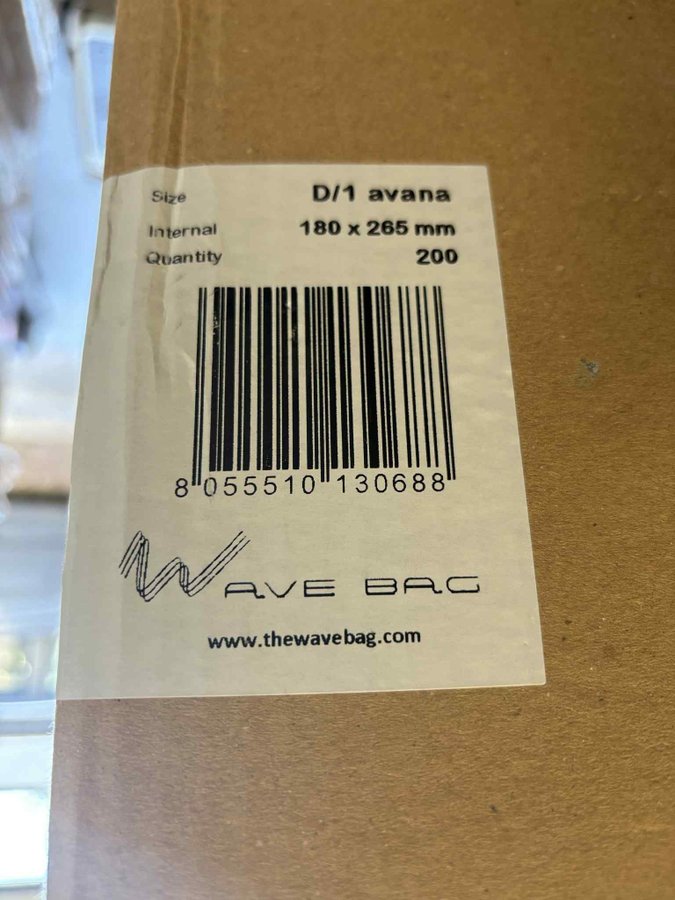 Size D/1 avana
Internal 180 x 265 mm
Quantity 200
8 055510 130688
WAVE BAG
www.thewavebag.com